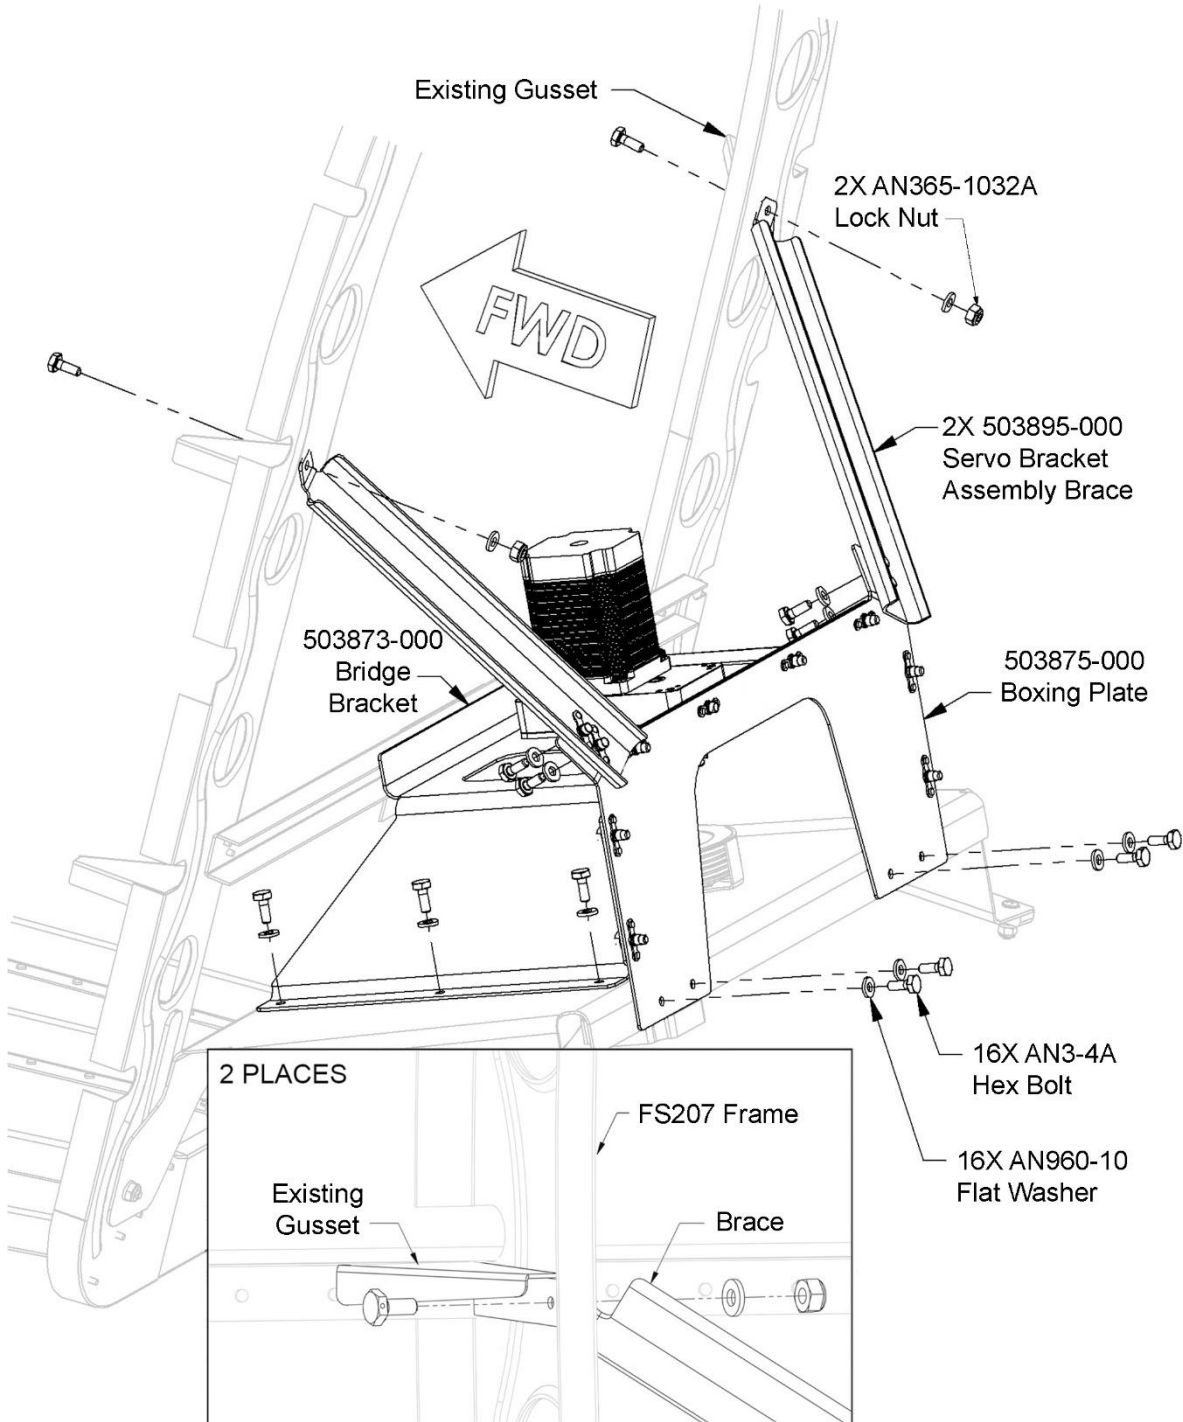 Existing Gusset
2X AN365-1032A
Lock Nut
FWD
2X 503895-000
Servo Bracket
Assembly Brace
503873-000
Bridge
Bracket
503875-000
Boxing Plate
16X AN3-4A
Hex Bolt
16X AN960-10
Flat Washer
2 PLACES
FS207 Frame
Existing
Gusset
Brace